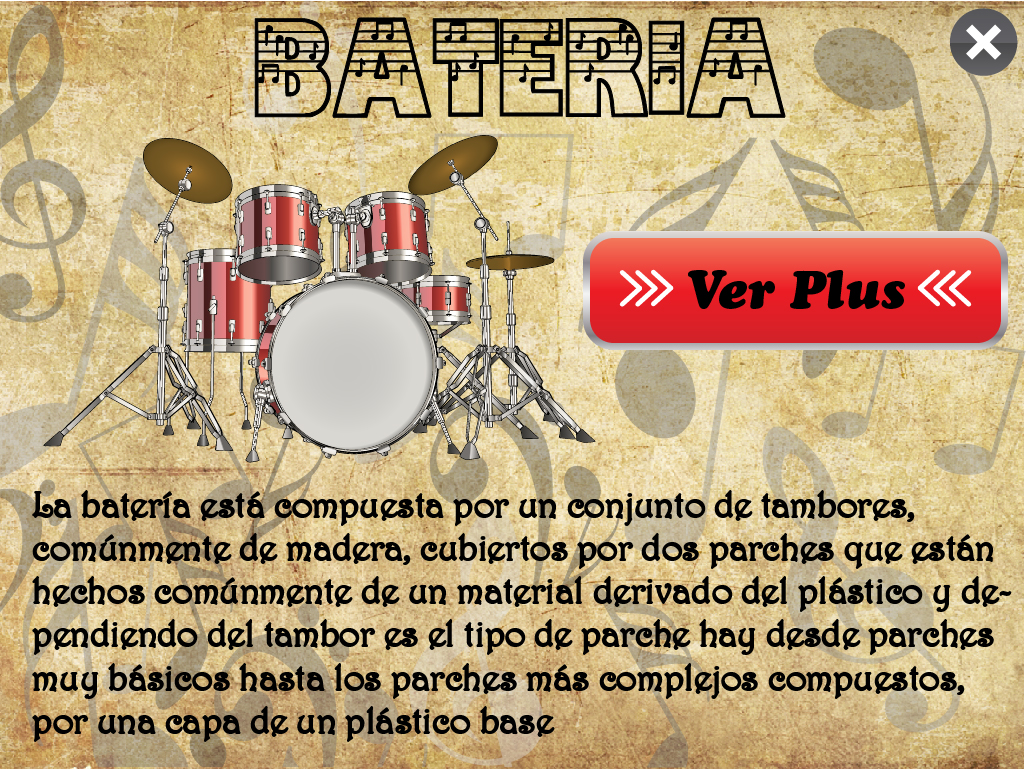 BATERIA
Ver Plus
La batería está compuesta por un conjunto de tambores,
comúnmente de madera, cubiertos por dos parches que están
hechos comúnmente de un material derivado del plástico y de-
pendiendo del tambor es el tipo de parche hay desde parches
muy básicos hasta los parches más complejos compuestos,
por una capa de un plástico base